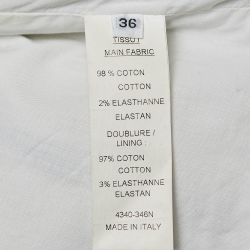 36
TISSUT
MAIN FABRIC
98 % COTON
COTTON
2% ELASTHANNE
ELASTAN
DOUBLURE /
LINING :
97% COTON
COTTON
3% ELASTHANNE
ELASTAN
4340-346N
MADE IN ITALY